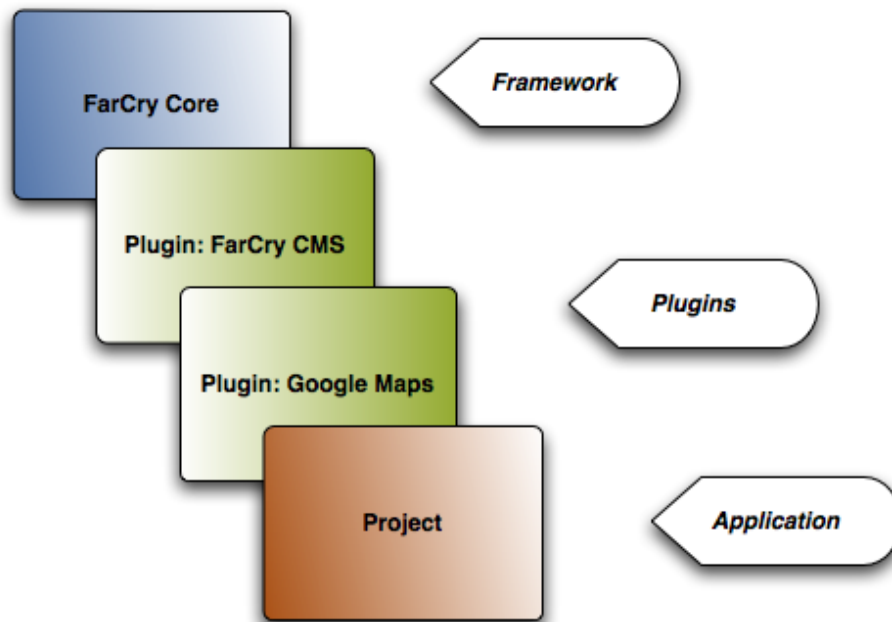 FarCry Core
Framework
Plugin: FarCry CMS
Plugins
Plugin: Google Maps
Project
Application